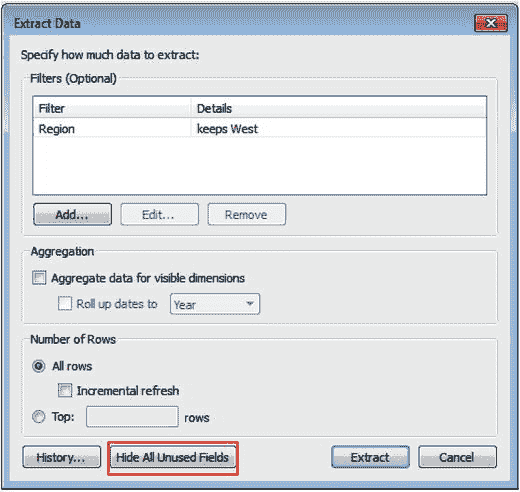 Extract Data
Specify how much data to extract:
Filters (Optional)
Filter Details
Region keeps West
Add... Edit... Remove
Aggregation
Aggregate data for visible dimensions
Roll up dates to Year
Number of Rows
All rows
Incremental refresh
Top: rows
History... Hide All Unused Fields Extract Cancel